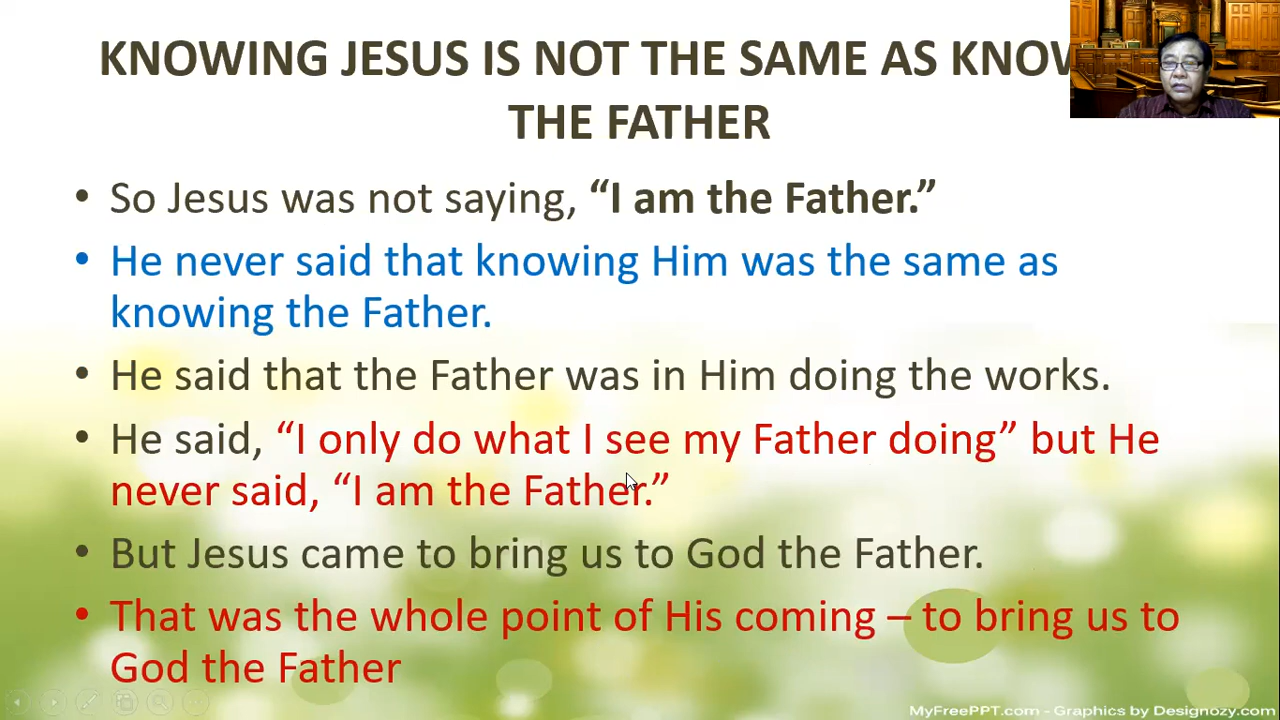 KNOWING JESUS IS NOT THE SAME AS KNOW
THE FATHER
• So Jesus was not saying, “I am the Father.”
• He never said that knowing Him was the same as
knowing the Father.
• He said that the Father was in Him doing the works.
• He said, “I only do what I see my Father doing” but He
never said, “I am the Father.”
• But Jesus came to bring us to God the Father.
• That was the whole point of His coming – to bring us to
God the Father
MyFreePPT.com - Graphics by Designozy.com